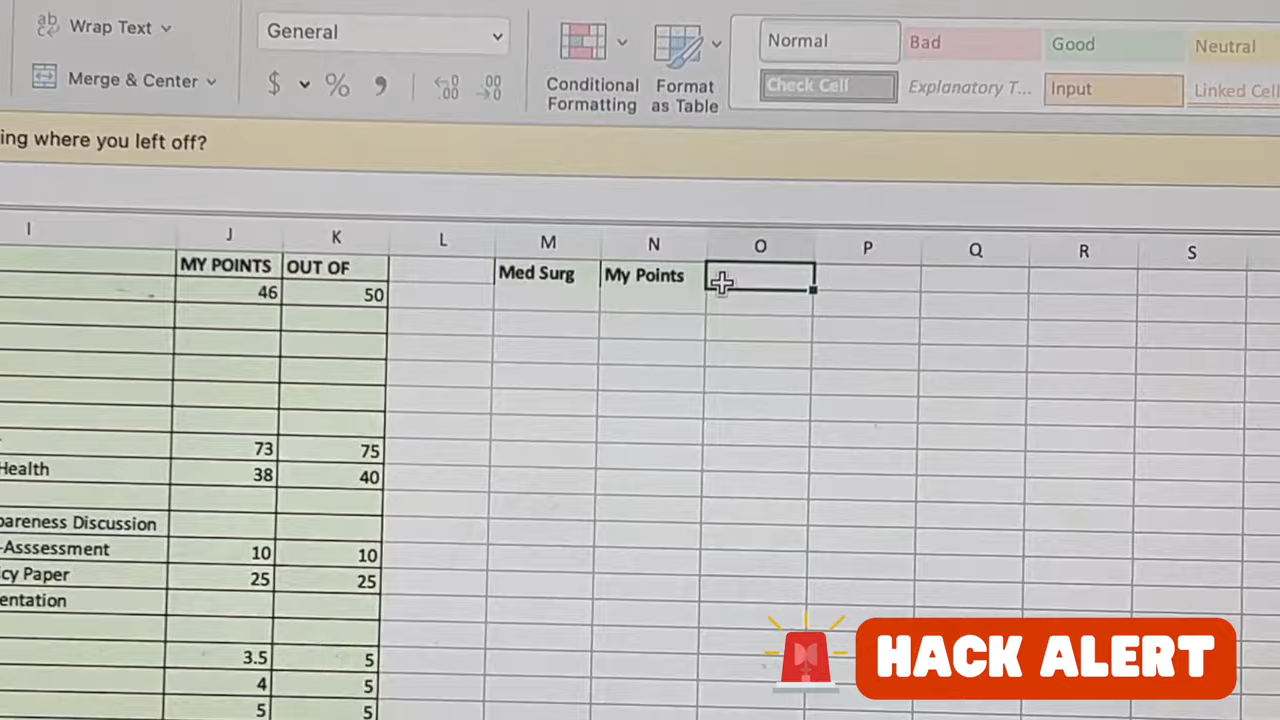 Wrap Text
General
Normal
Bad
Good
Neutral
Merge & Center
$
%
Conditional
Formatting
Format
as Table
Check Cell
Explanatory T...
Input
Linked Cell
ing where you left off?
I
J
K
L
M
N
O
P
Q
R
S
MY POINTS
OUT OF
Med Surg
My Points
46
50
73
75
Health
38
40
areness Discussion
-Asssessment
10
10
cy Paper
25
25
entation
3.5
5
4
5
5
5
HACK ALERT